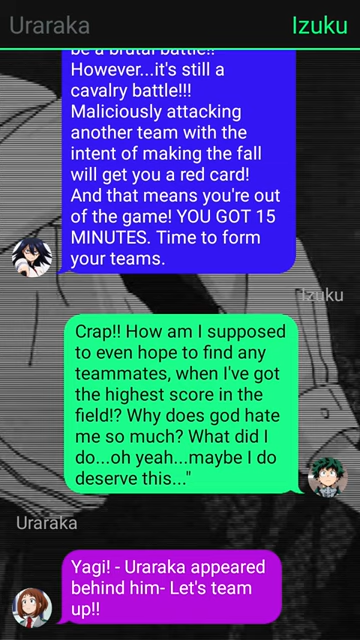 Uraraka
Izuku
be a brutal battle!!
However...it's still a
cavalry battle!!!
Maliciously attacking
another team with the
intent of making the fall
will get you a red card!
And that means you're out
of the game! YOU GOT 15
MINUTES. Time to form
your teams.
Izuku
Crap!! How am I supposed
to even hope to find any
teammates, when I've got
the highest score in the
field!? Why does god hate
me so much? What did I
do...oh yeah...maybe I do
deserve this..."
Uraraka
Yagi! - Uraraka appeared
behind him- Let's team
up!!